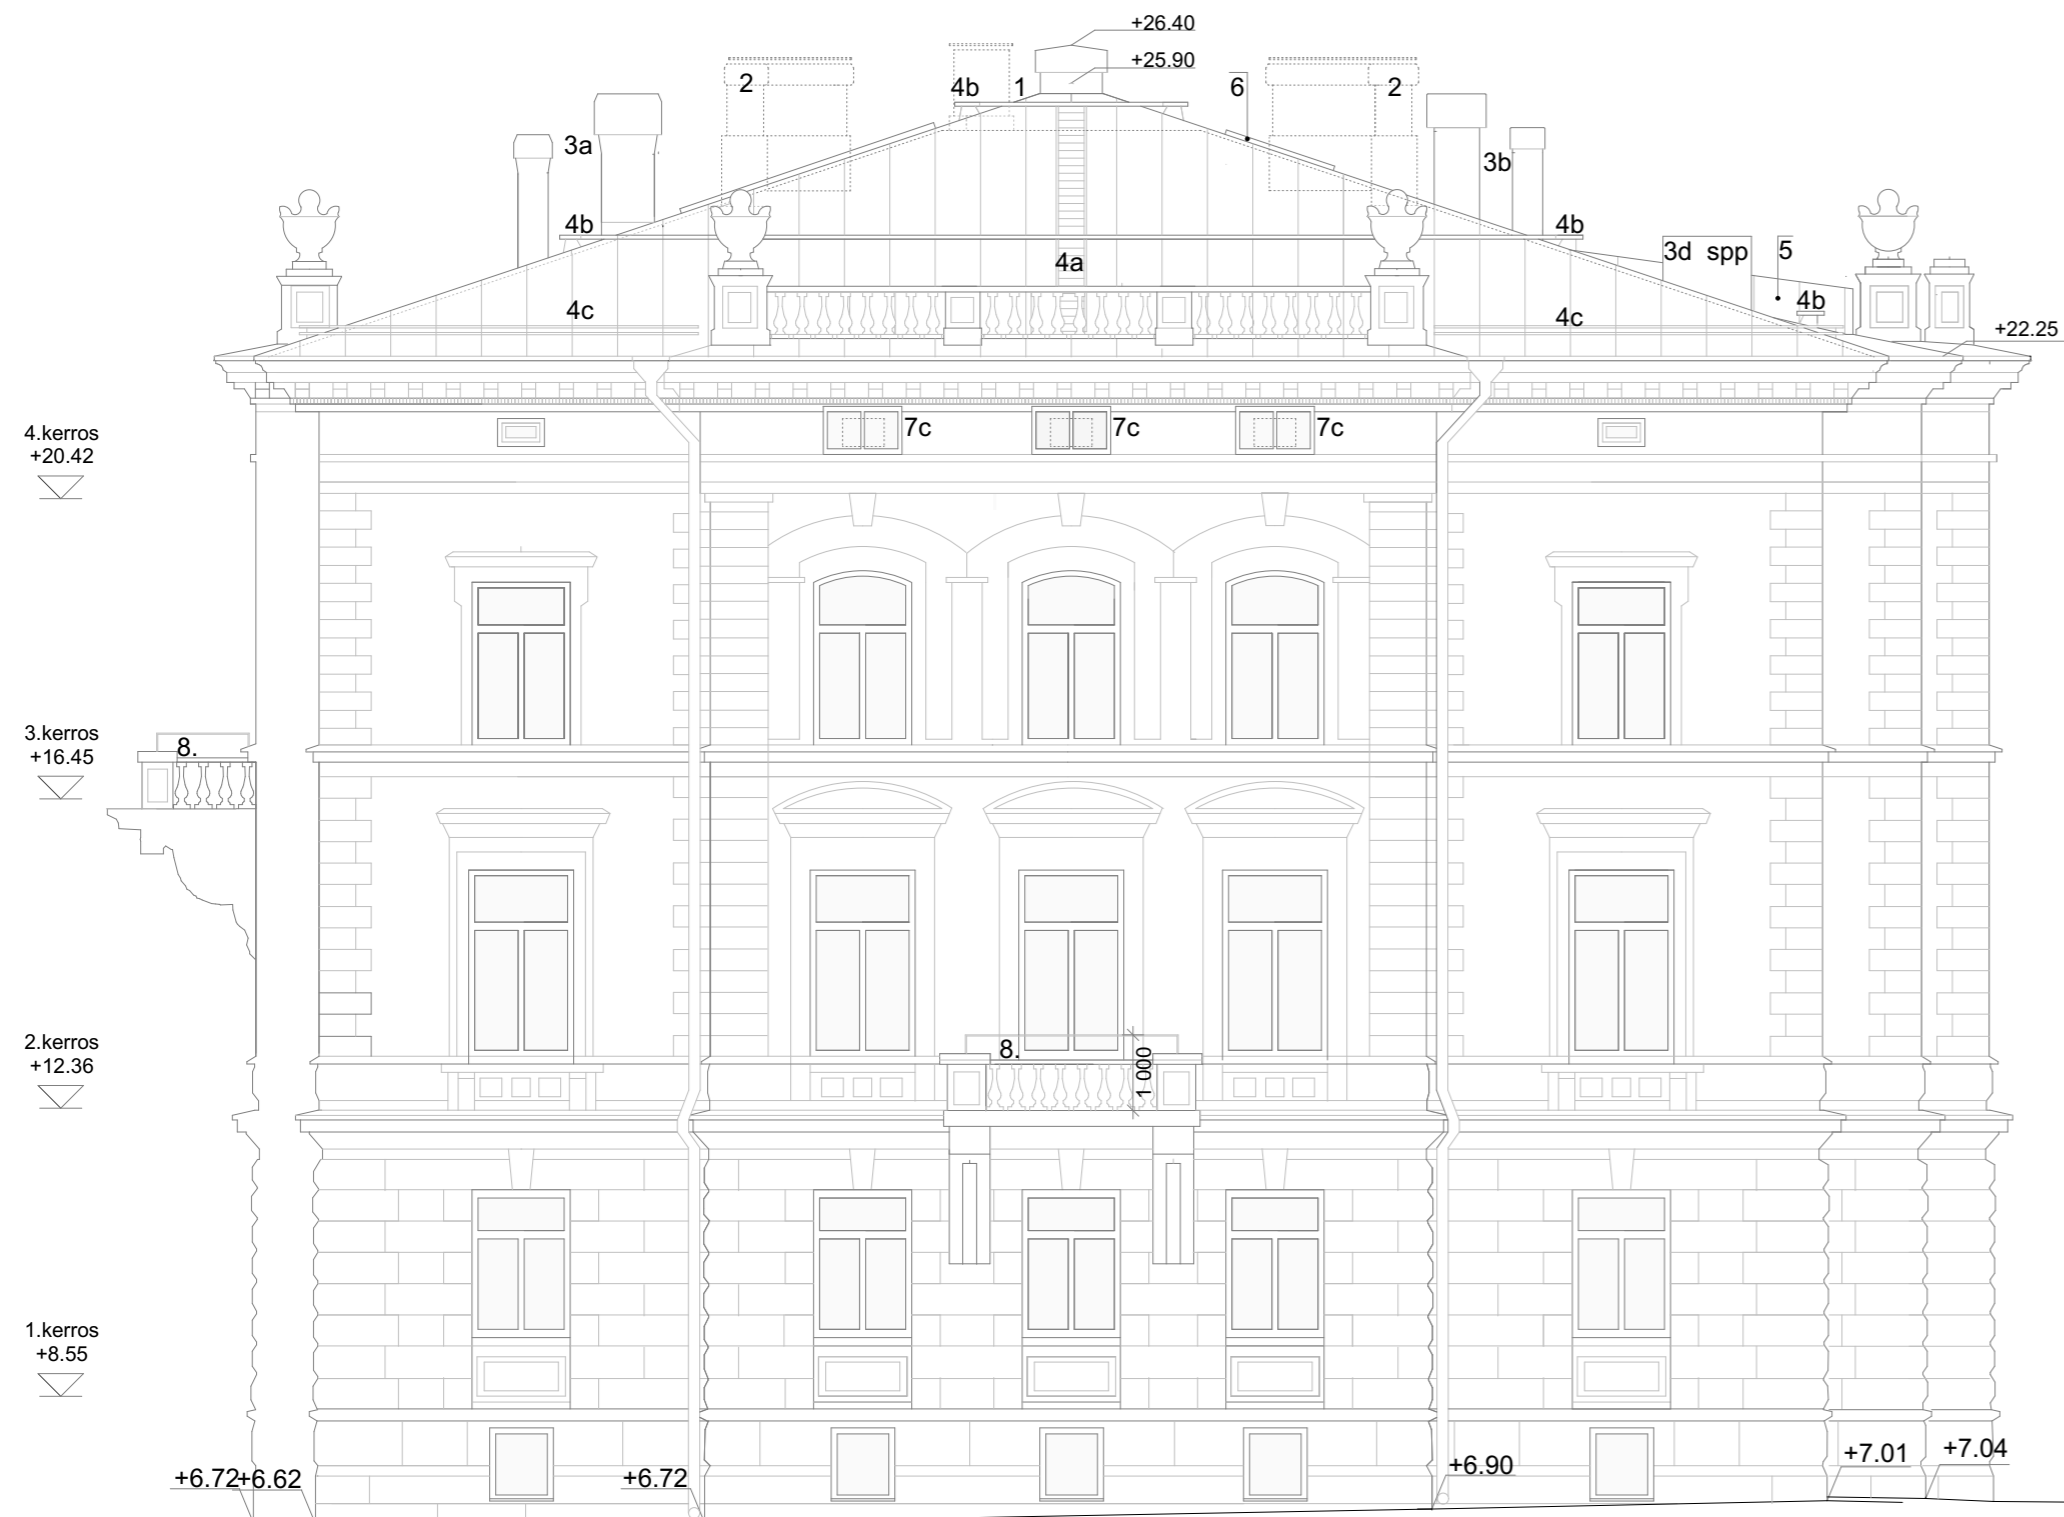 +26.40
+25.90
2
4b
1
6
2
3a
3b
4b
4b
4a
3d spp
5
4c
4c
4b
+22.25
7c
7c
7c
4.kerros
+20.42
3.kerros
+16.45
8.
2.kerros
+12.36
8.
1 000
1.kerros
+8.55
+6.72
+6.62
+6.72
+6.90
+7.01
+7.04